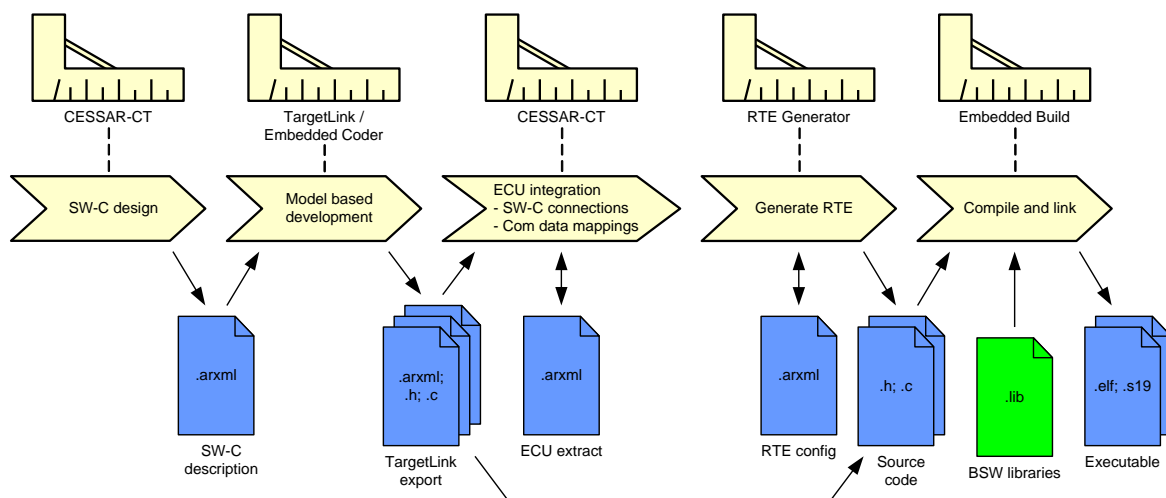 CESSAR-CT
TargetLink /
Embedded Coder
CESSAR-CT
RTE Generator
Embedded Build
SW-C design
Model based
development
ECU integration
- SW-C connections
- Com data mappings
Generate RTE
Compile and link
.arxml
.arxml;
.h; .c
.arxml
.arxml
.h; .c
.lib
.elf; .s19
SW-C
description
TargetLink
export
ECU extract
RTE config
Source
code
BSW libraries
Executable